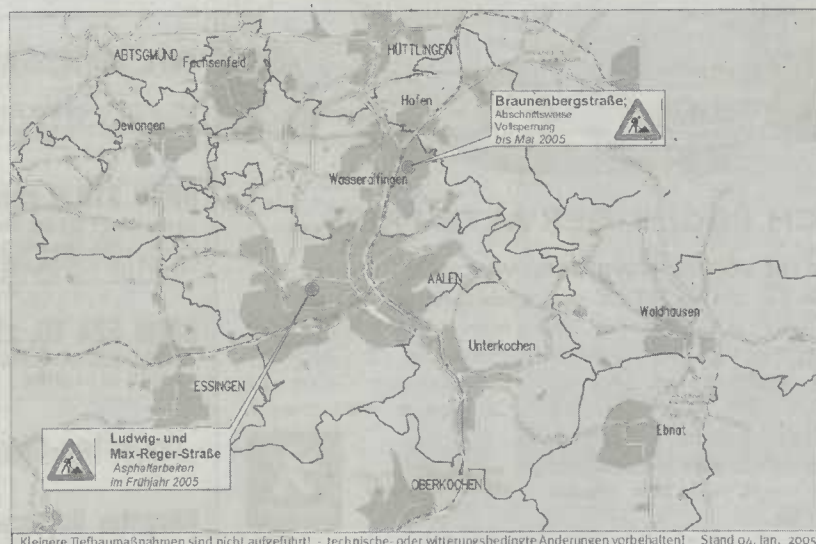 ABTSGMÜND
Fachsenfeld
HÜTTLINGEN
Hofen
Dewangen
Braunenbergstraße;
Abschnittsweise
Vollsperrung
bis Mai 2005
Wasseralfingen
AALEN
Waldhausen
Unterkochen
ESSINGEN
Ebnat
Ludwig- und
Max-Reger-Straße
Asphaltarbeiten
im Frühjahr 2005
OBERKOCHEN
Kleinere Tiefbaumaßnahmen sind nicht aufgeführt! - technische- oder witterungsbedingte Änderungen vorbehalten! Stand 04. Jan. 2005